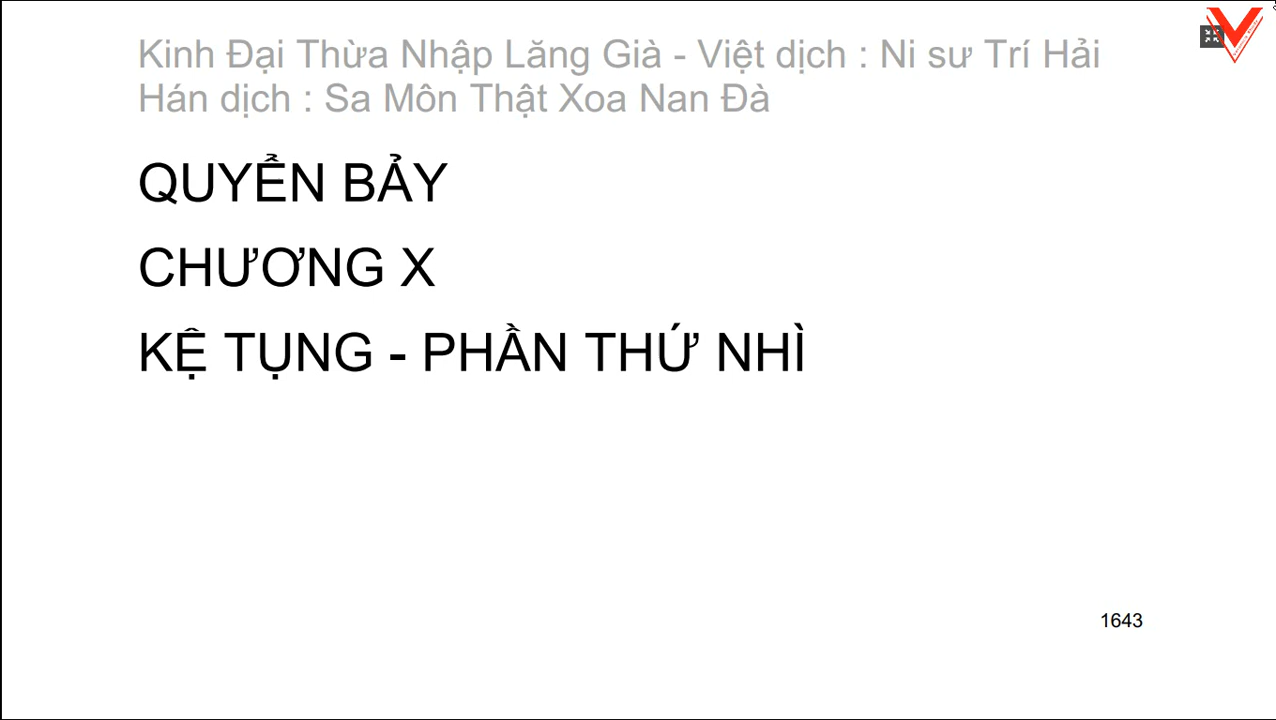 Kinh Đại Thừa Nhập Lăng Già - Việt dịch : Ni sư Trí Hải
Hán dịch : Sa Môn Thật Xoa Nan Đà
QUYỂN BẢY
CHƯƠNG X
KỆ TỤNG - PHẦN THỨ NHÌ
1643